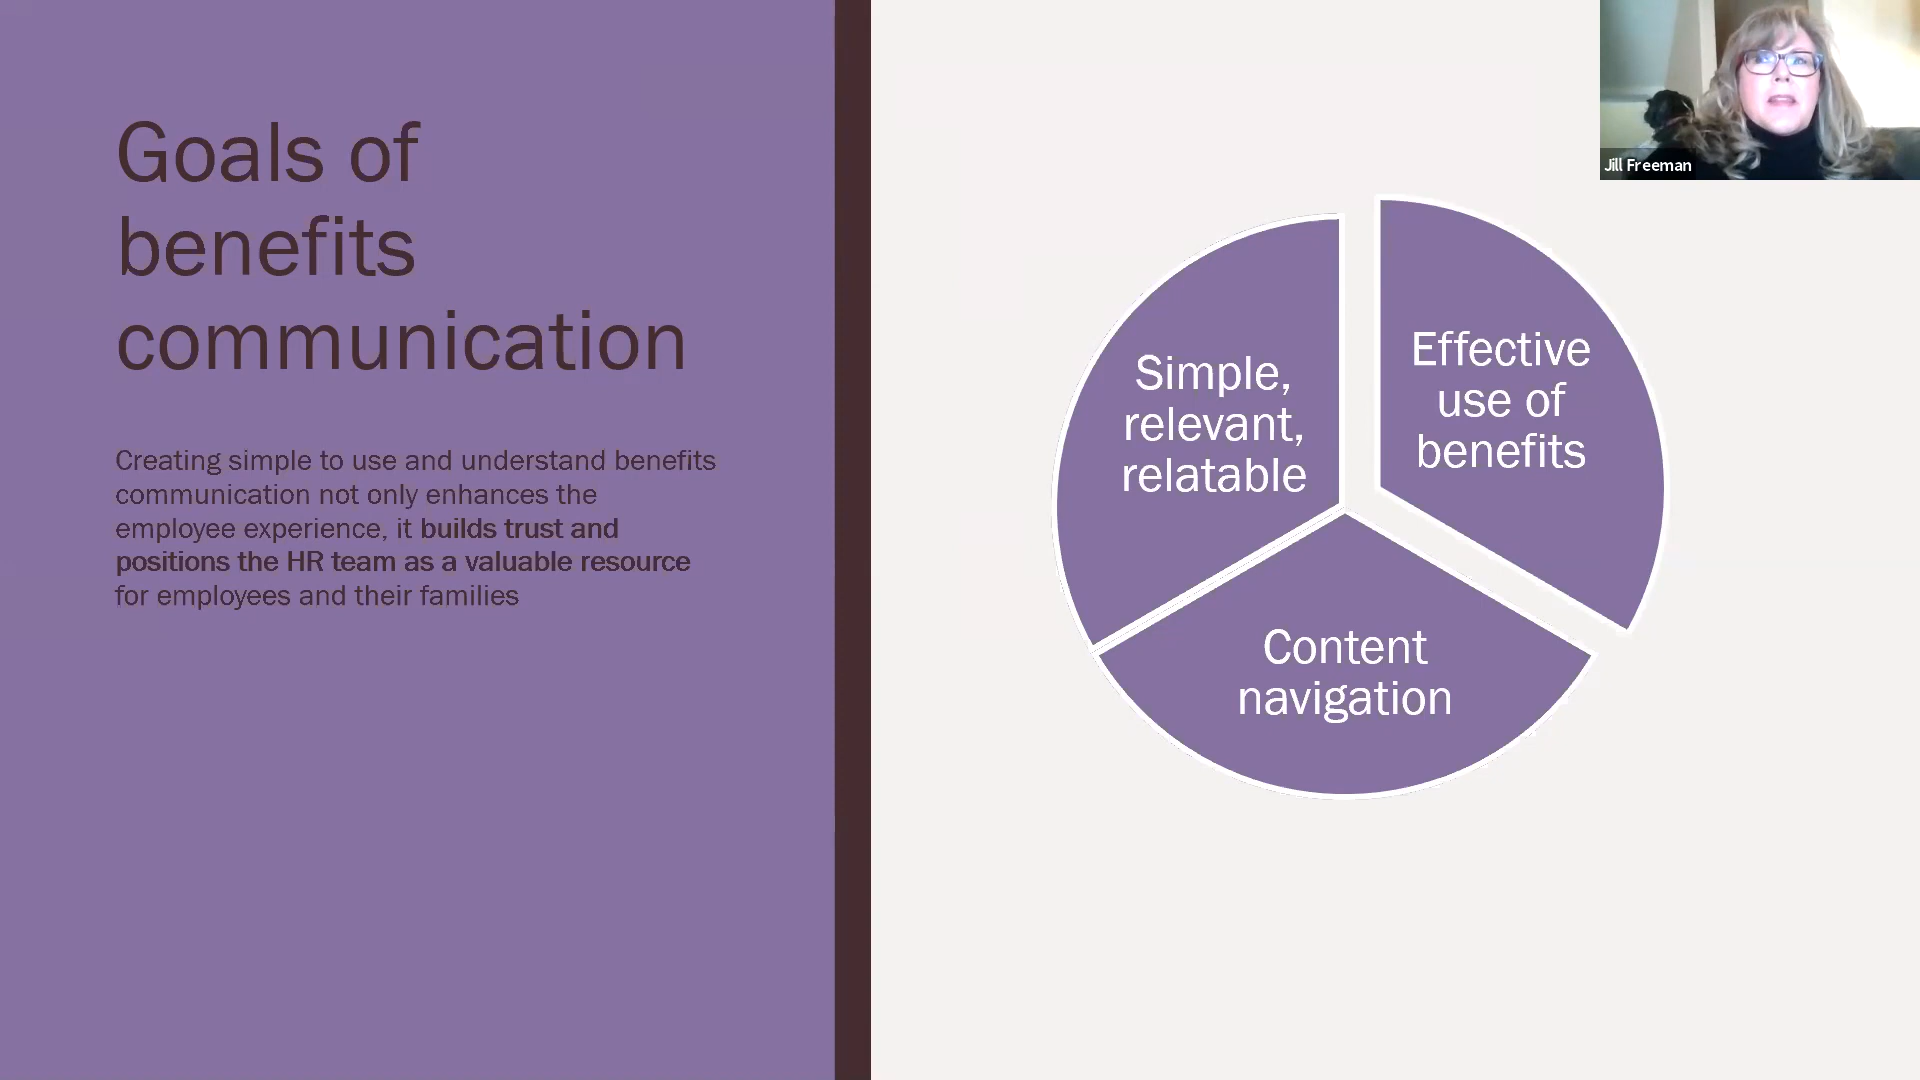 Goals of
benefits
communication
Creating simple to use and understand benefits
communication not only enhances the
employee experience, it builds trust and
positions the HR team as a valuable resource
for employees and their families
Simple,
relevant,
relatable
Effective
use of
benefits
Content
navigation
Jill Freeman